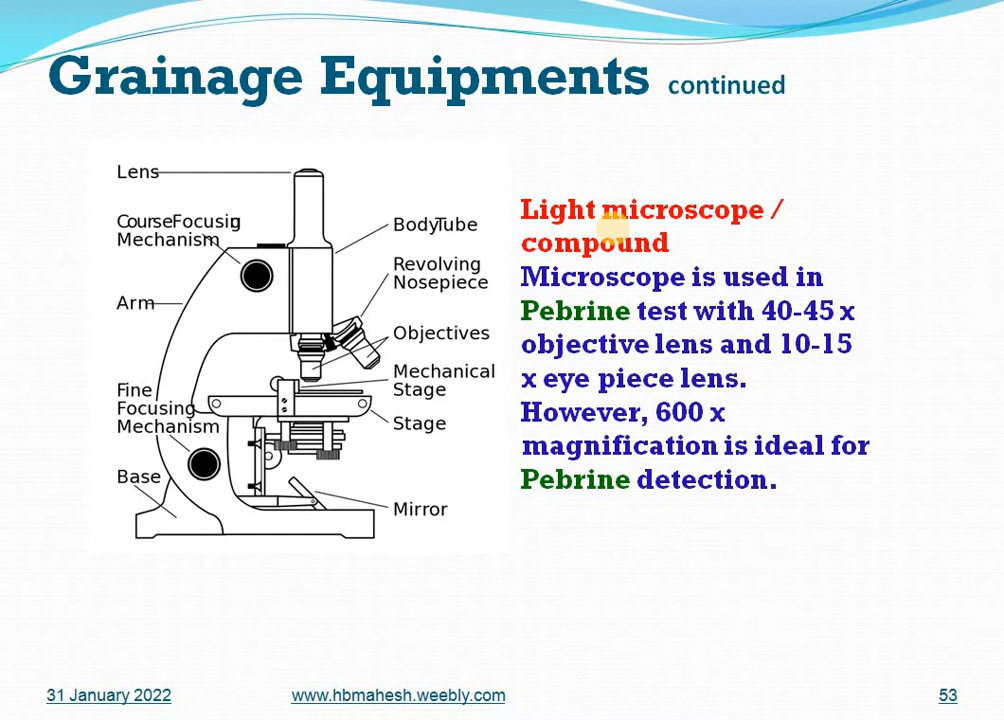 Grainage Equipments continued
Lens
CourseFocusing
Mechanism
Arm
Fine
Focusing
Mechanism
Base
BodyTube
Revolving
Nosepiece
Objectives
Mechanical
Stage
Stage
Mirror
Light microscope /
compound
Microscope is used in
Pebrine test with 40-45 x
objective lens and 10-15
x eye piece lens.
However, 600 x
magnification is ideal for
Pebrine detection.
31 January 2022
www.hbmahesh.weebly.com
53